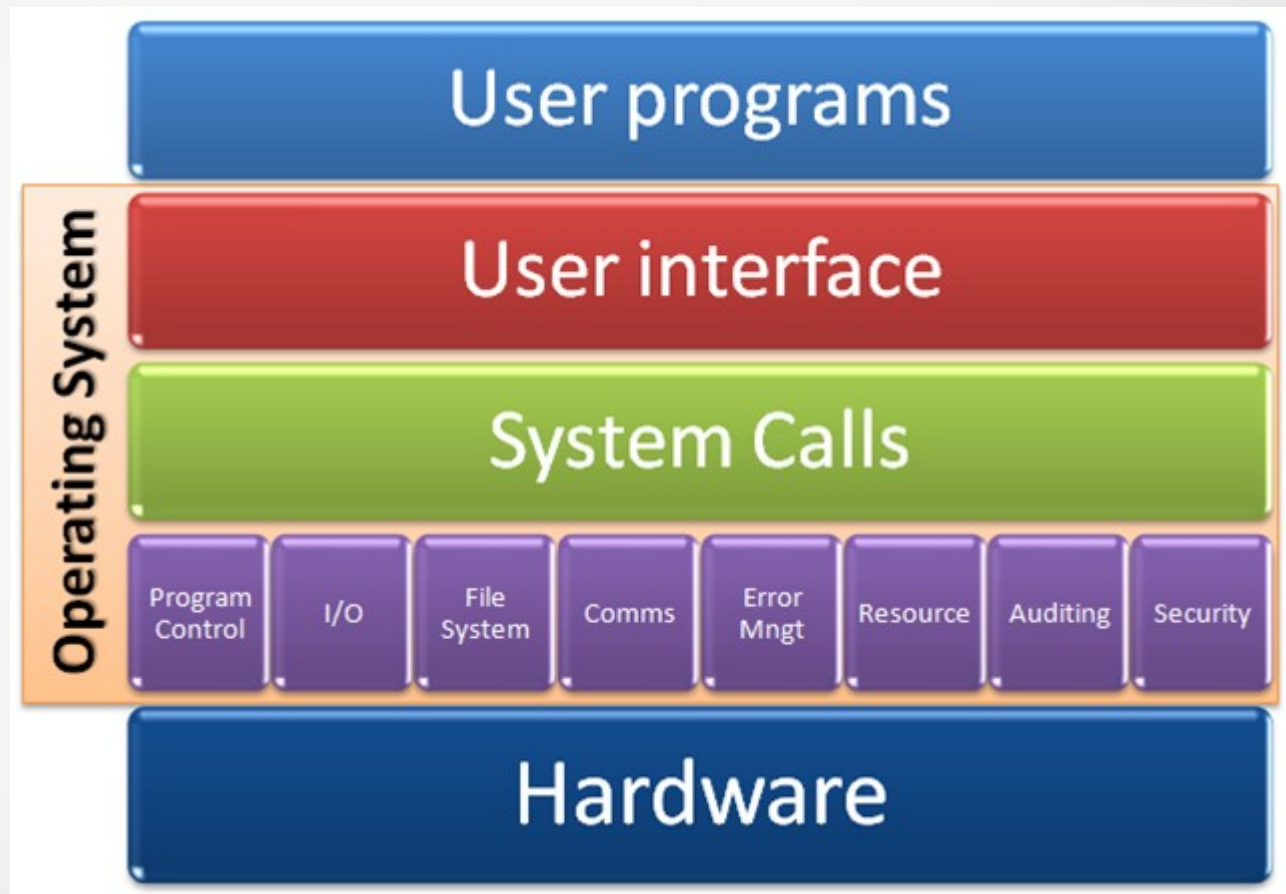 User programs
Operating System
User interface
System Calls
Program
Control
I/O
File
System
Comms
Error
Mngt
Resource
Auditing
Security
Hardware